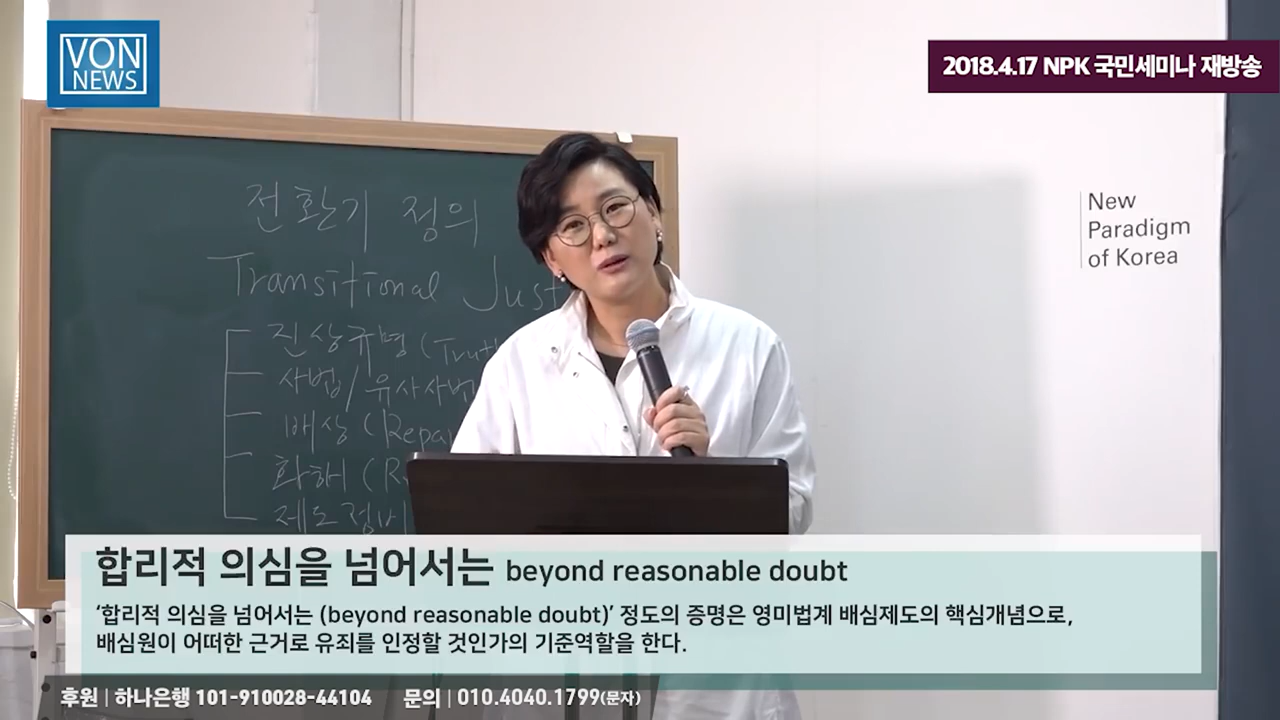 VON
NEWS
2018.4.17 NPK 국민세미나 재방송
New
Paradigm
of Korea
전환기 정의
Transitional Just
진상규명 (Truth
사법/유사사법
배상 (Repar
화해 (R
제도정비
합리적 의심을 넘어서는 beyond reasonable doubt
‘합리적 의심을 넘어서는 (beyond reasonable doubt)’ 정도의 증명은 영미법계 배심제도의 핵심개념으로,
배심원이 어떠한 근거로 유죄를 인정할 것인가의 기준역할을 한다.
후원 | 하나은행 101-910028-44104 문의 | 010.4040.1799(문자)